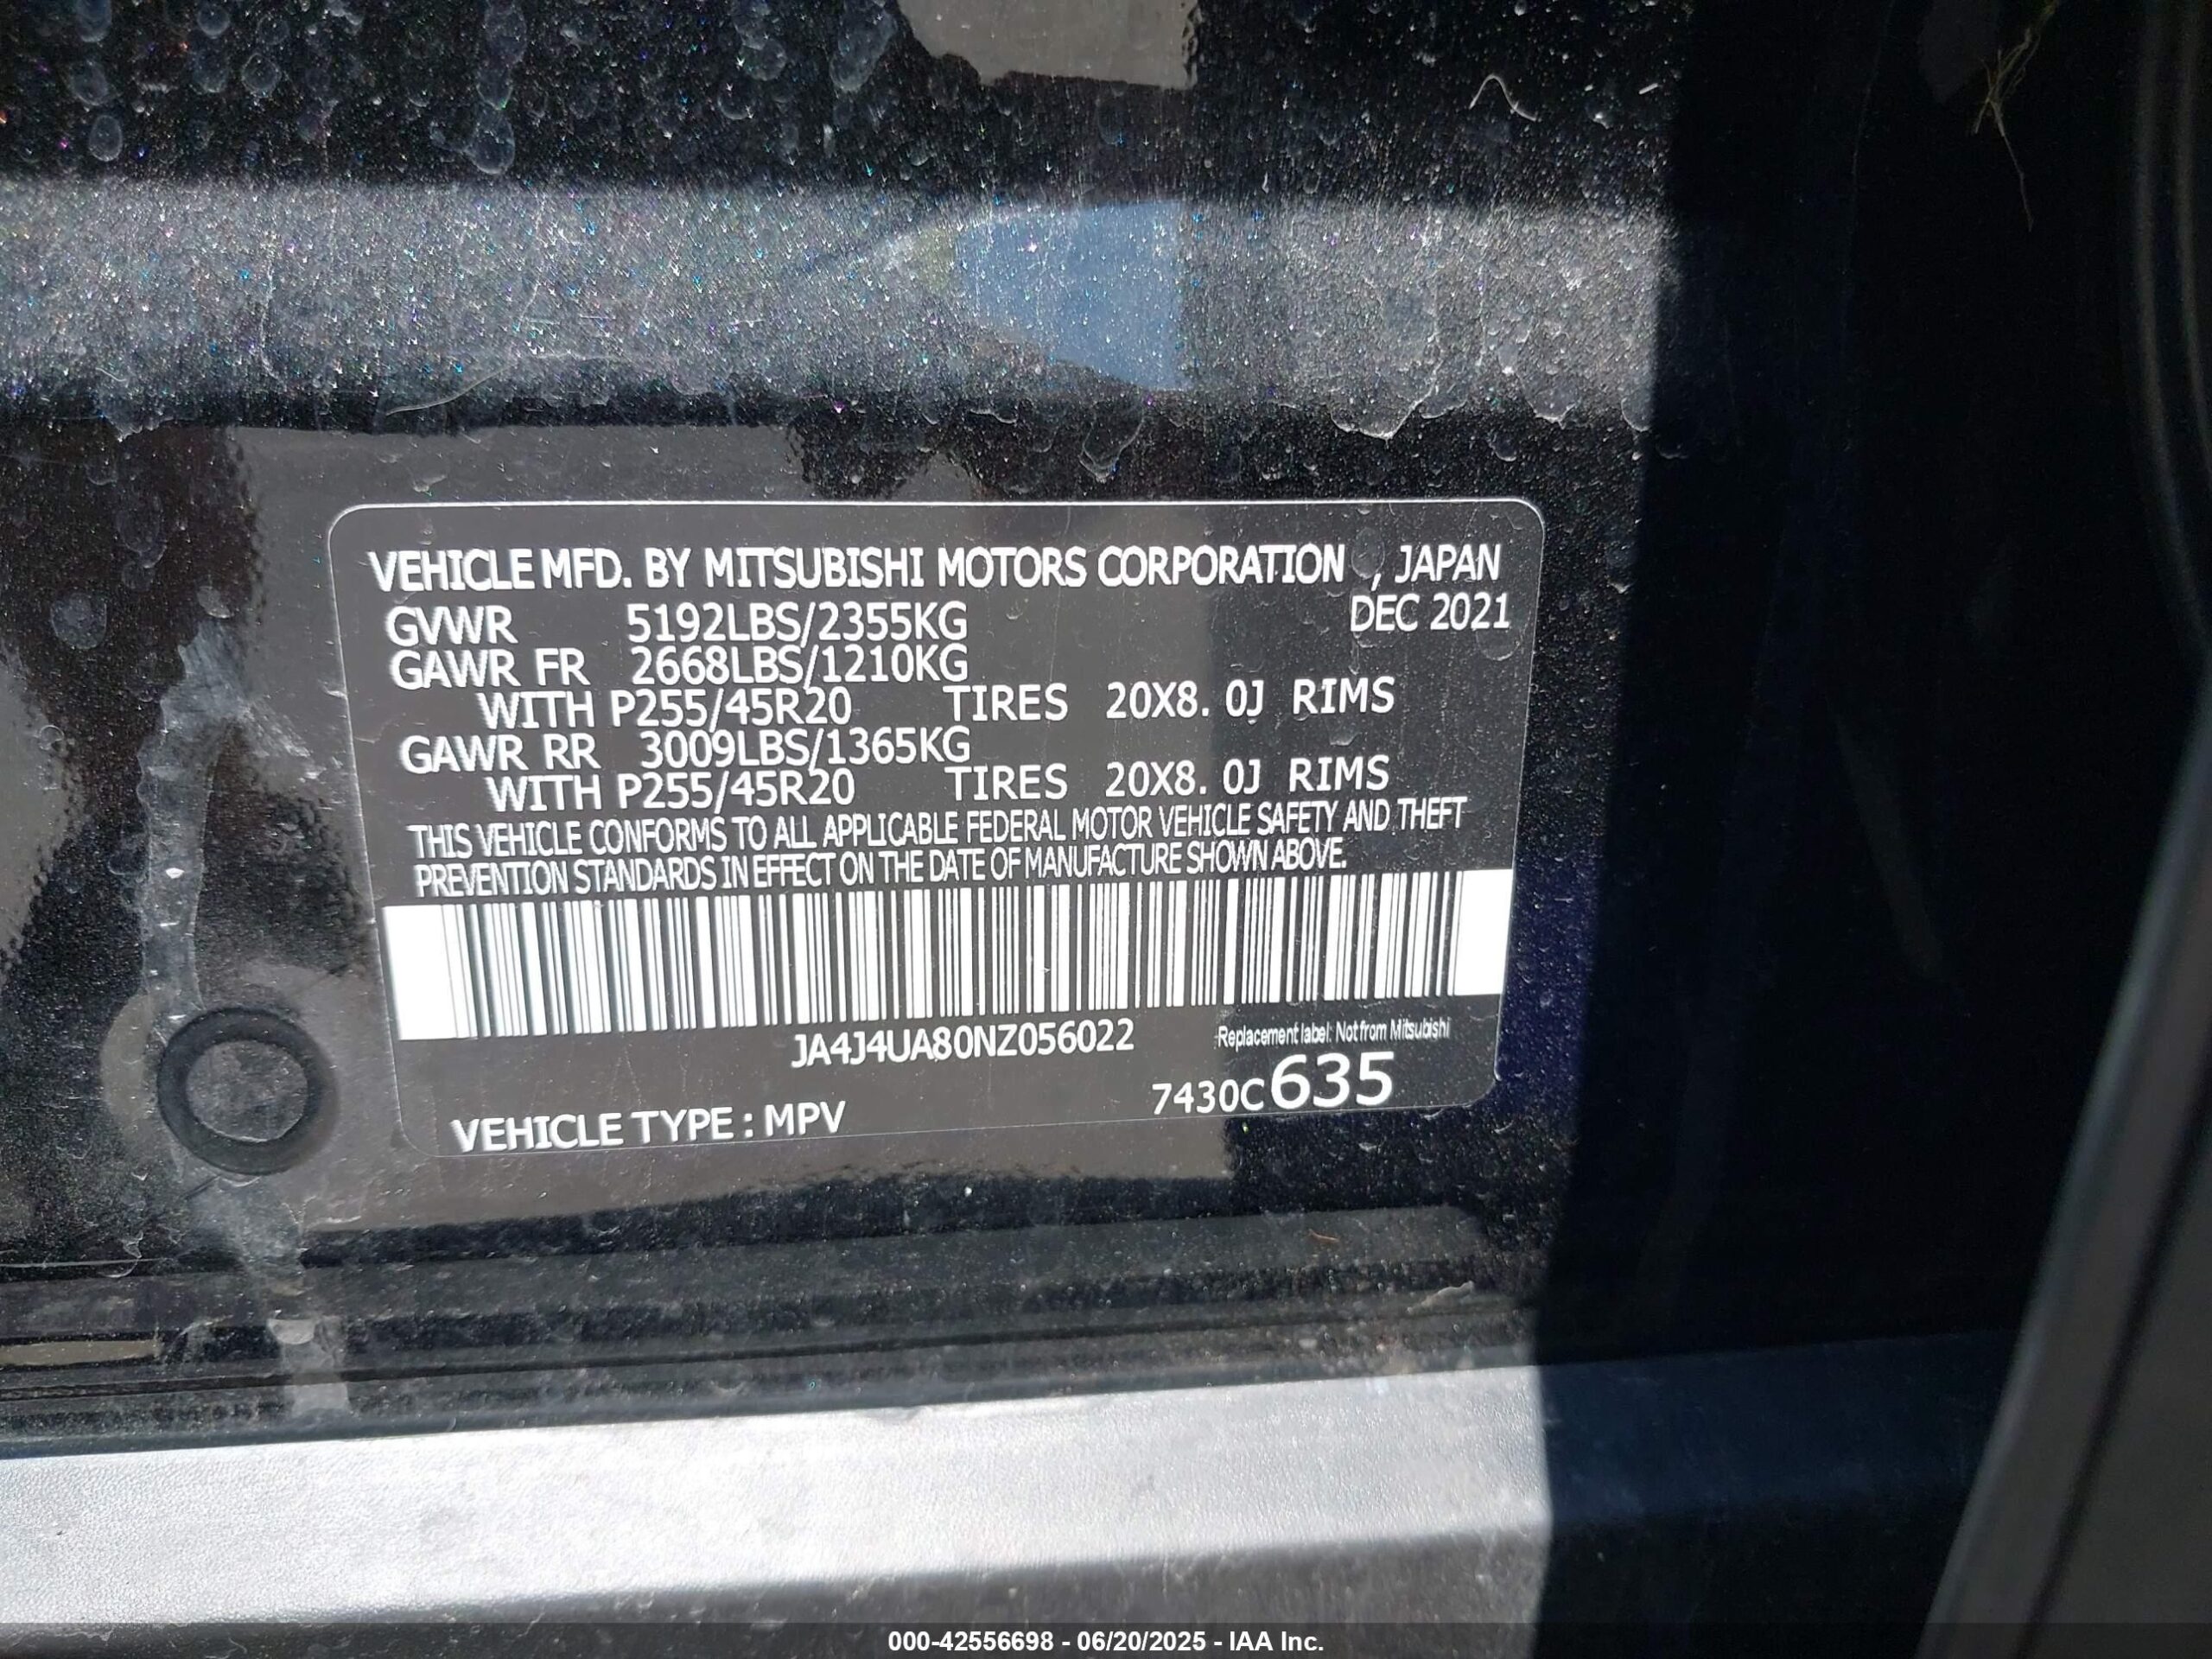 VEHICLE MFD. BY MITSUBISHI MOTORS CORPORATION , JAPAN
GVWR 5192LBS/2355KG DEC 2021
GAWR FR 2668LBS/1210KG
WITH P255/45R20 TIRES 20X8. 0J RIMS
GAWR RR 3009LBS/1365KG
WITH P255/45R20 TIRES 20X8. 0J RIMS
THIS VEHICLE CONFORMS TO ALL APPLICABLE FEDERAL MOTOR VEHICLE SAFETY AND THEFT
PREVENTION STANDARDS IN EFFECT ON THE DATE OF MANUFACTURE SHOWN ABOVE.
JA4J4UA80NZ056022 Replacement label: Not from Mitsubishi
VEHICLE TYPE : MPV 7430C635
000-42556698 - 06/20/2025 - IAA Inc.